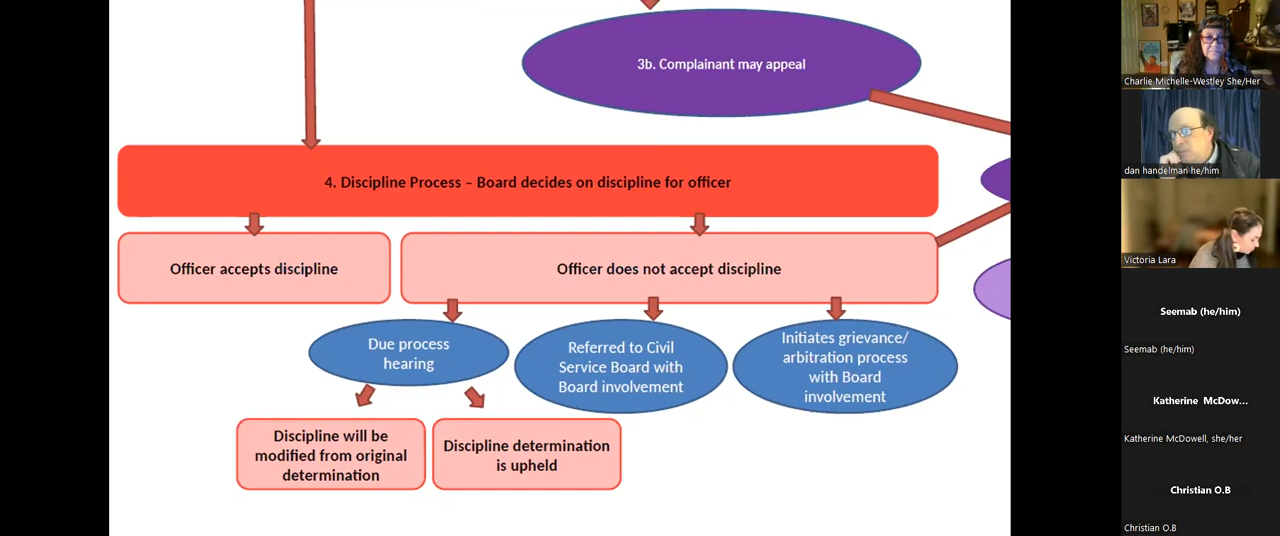 3b. Complainant may appeal
4. Discipline Process – Board decides on discipline for officer
Officer accepts discipline
Officer does not accept discipline
Due process
hearing
Referred to Civil
Service Board with
Board involvement
Initiates grievance/
arbitration process
with Board
involvement
Discipline will be
modified from original
determination
Discipline determination
is upheld
Charlie Michelle-Westley She/Her
dan handelman he/him
Victoria Lara
Seemab (he/him)
Seemab (he/him)
Katherine McDow...
Katherine McDowell, she/her
Christian O.B
Christian O.B